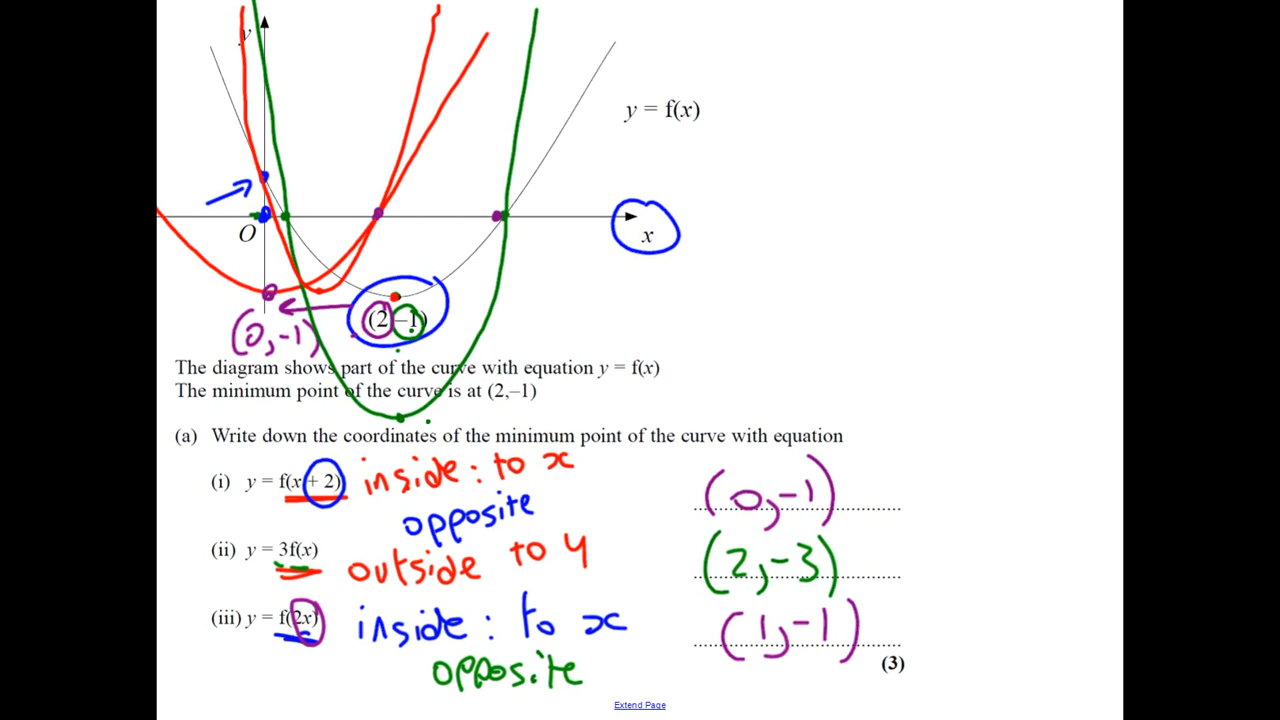 y
y = f(x)
O
x
(2,–1)
(0,-1)
The diagram shows part of the curve with equation y = f(x)
The minimum point of the curve is at (2,–1)
(a) Write down the coordinates of the minimum point of the curve with equation
(i) y = f(x + 2) inside: to x (0,-1)
opposite
(ii) y = 3f(x) outside to y (2,-3)
(iii) y = f(2x) inside: to x (1,-1)
opposite
(3)
Extend Page